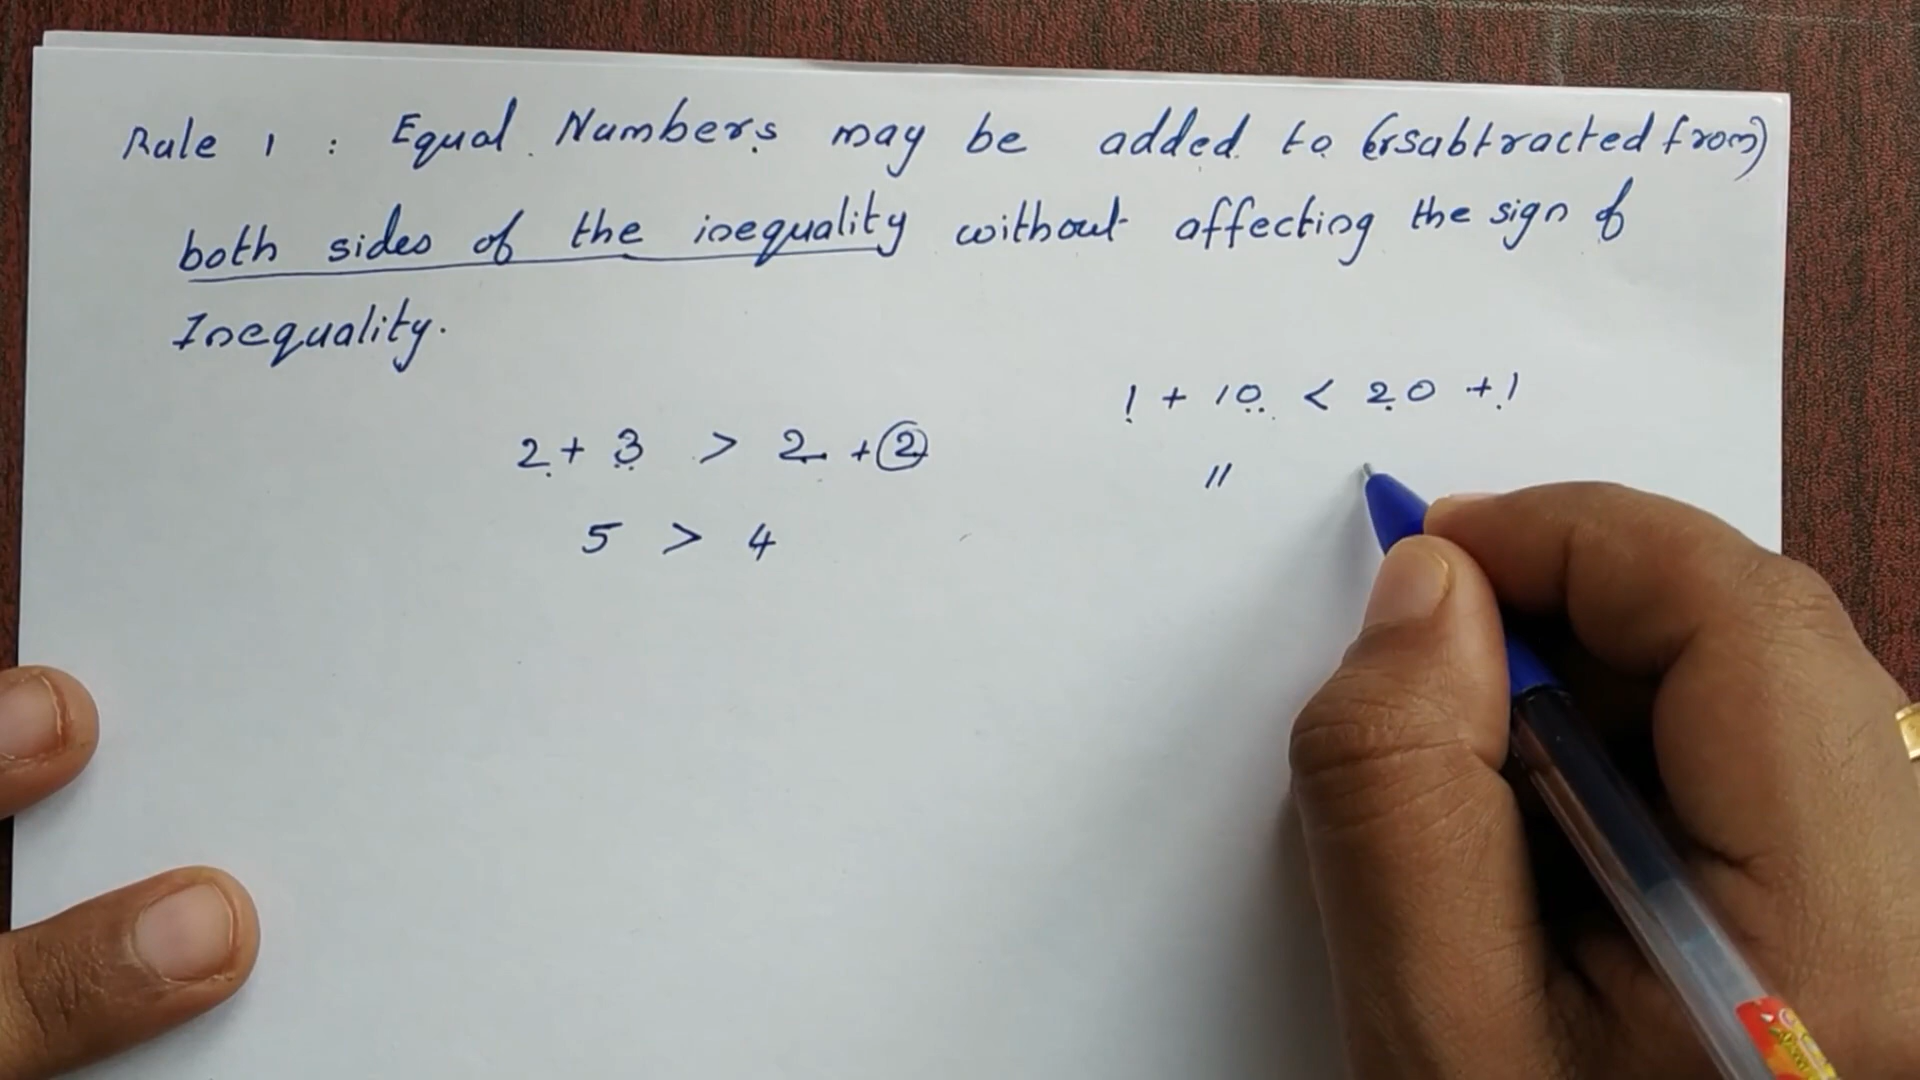 Rule 1 : Equal Numbers may be added to (or subtracted from)
both sides of the inequality without affecting the sign of
Inequality.
1 + 10 < 20 + 1
2 + 3 > 2 + 2
11
5 > 4